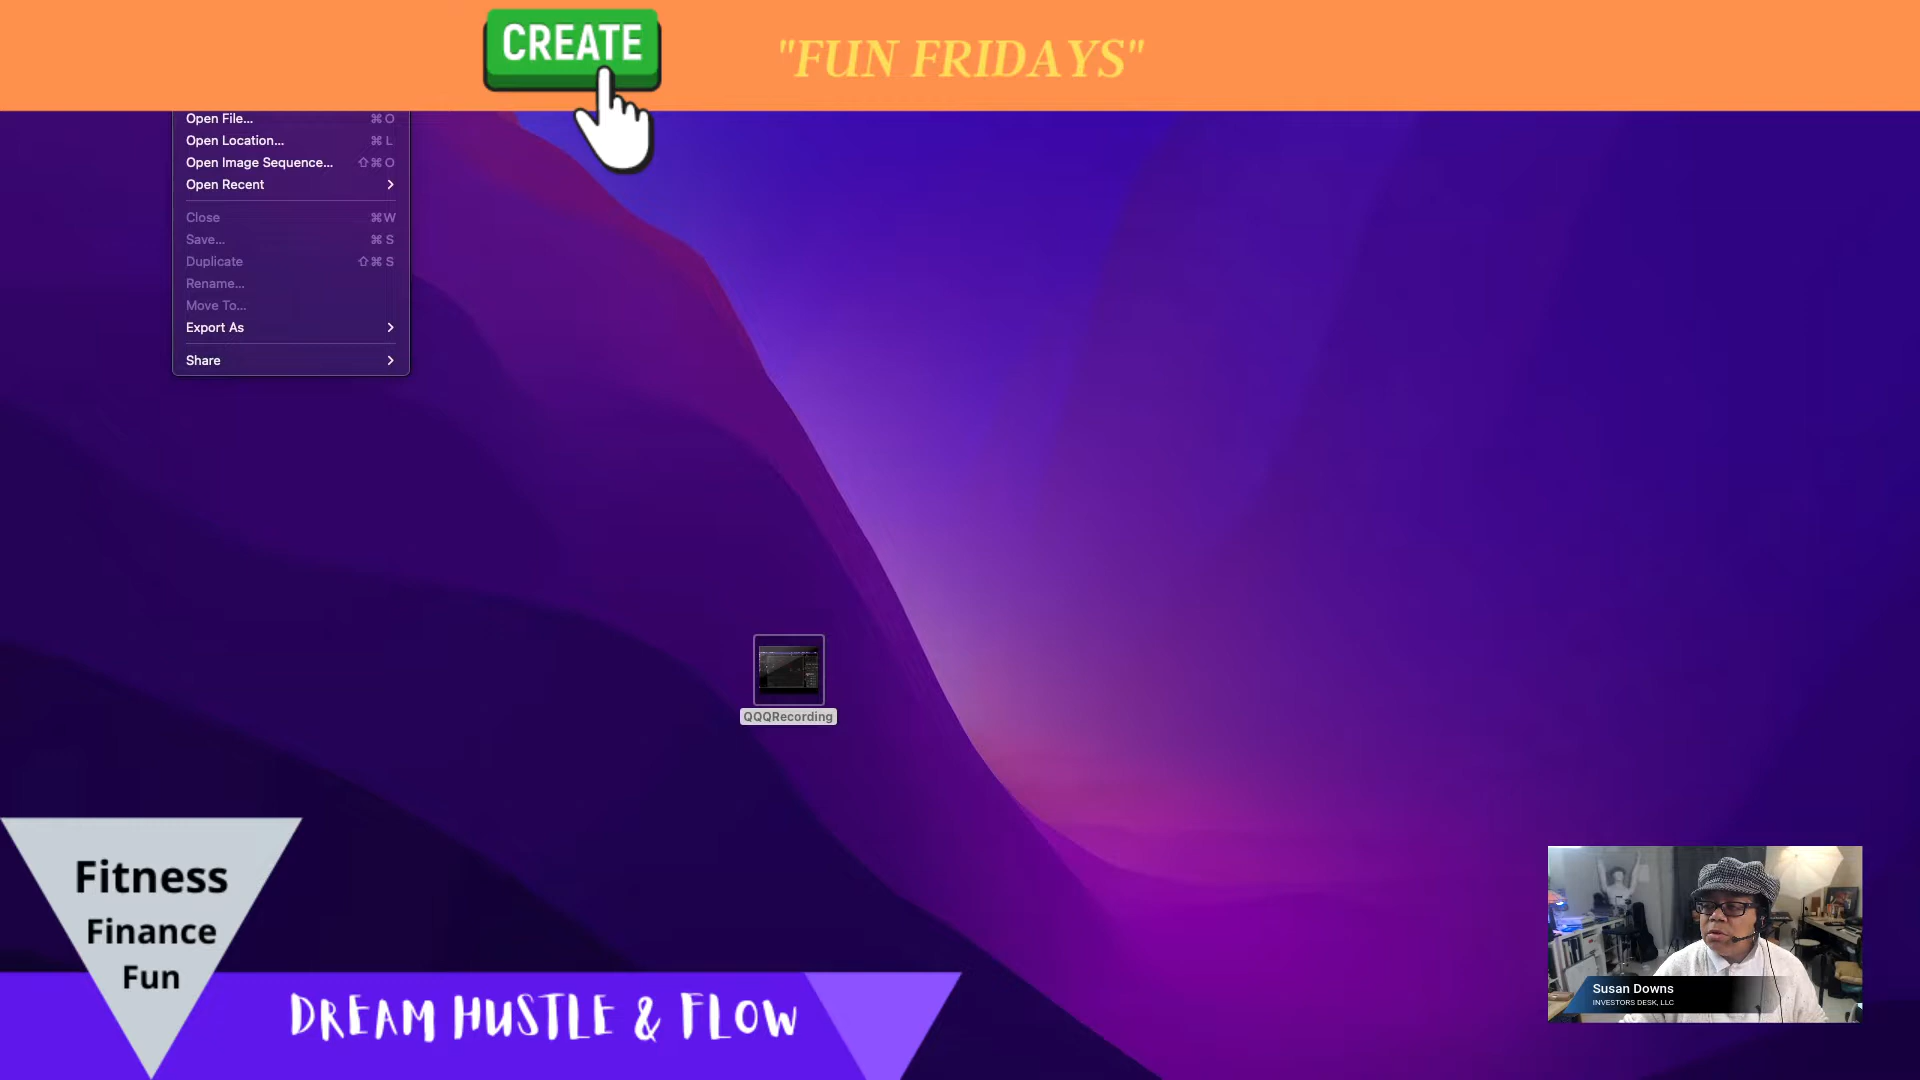 CREATE
"FUN FRIDAYS"
Open File... ⌘ O
Open Location... ⌘ L
Open Image Sequence... ⇧⌘ O
Open Recent >
Close ⌘W
Save... ⌘ S
Duplicate ⇧⌘ S
Rename...
Move To...
Export As >
Share >
QQQRecording
Fitness
Finance
Fun
DREAM HUSTLE & FLOW
Susan Downs
INVESTORS DESK, LLC